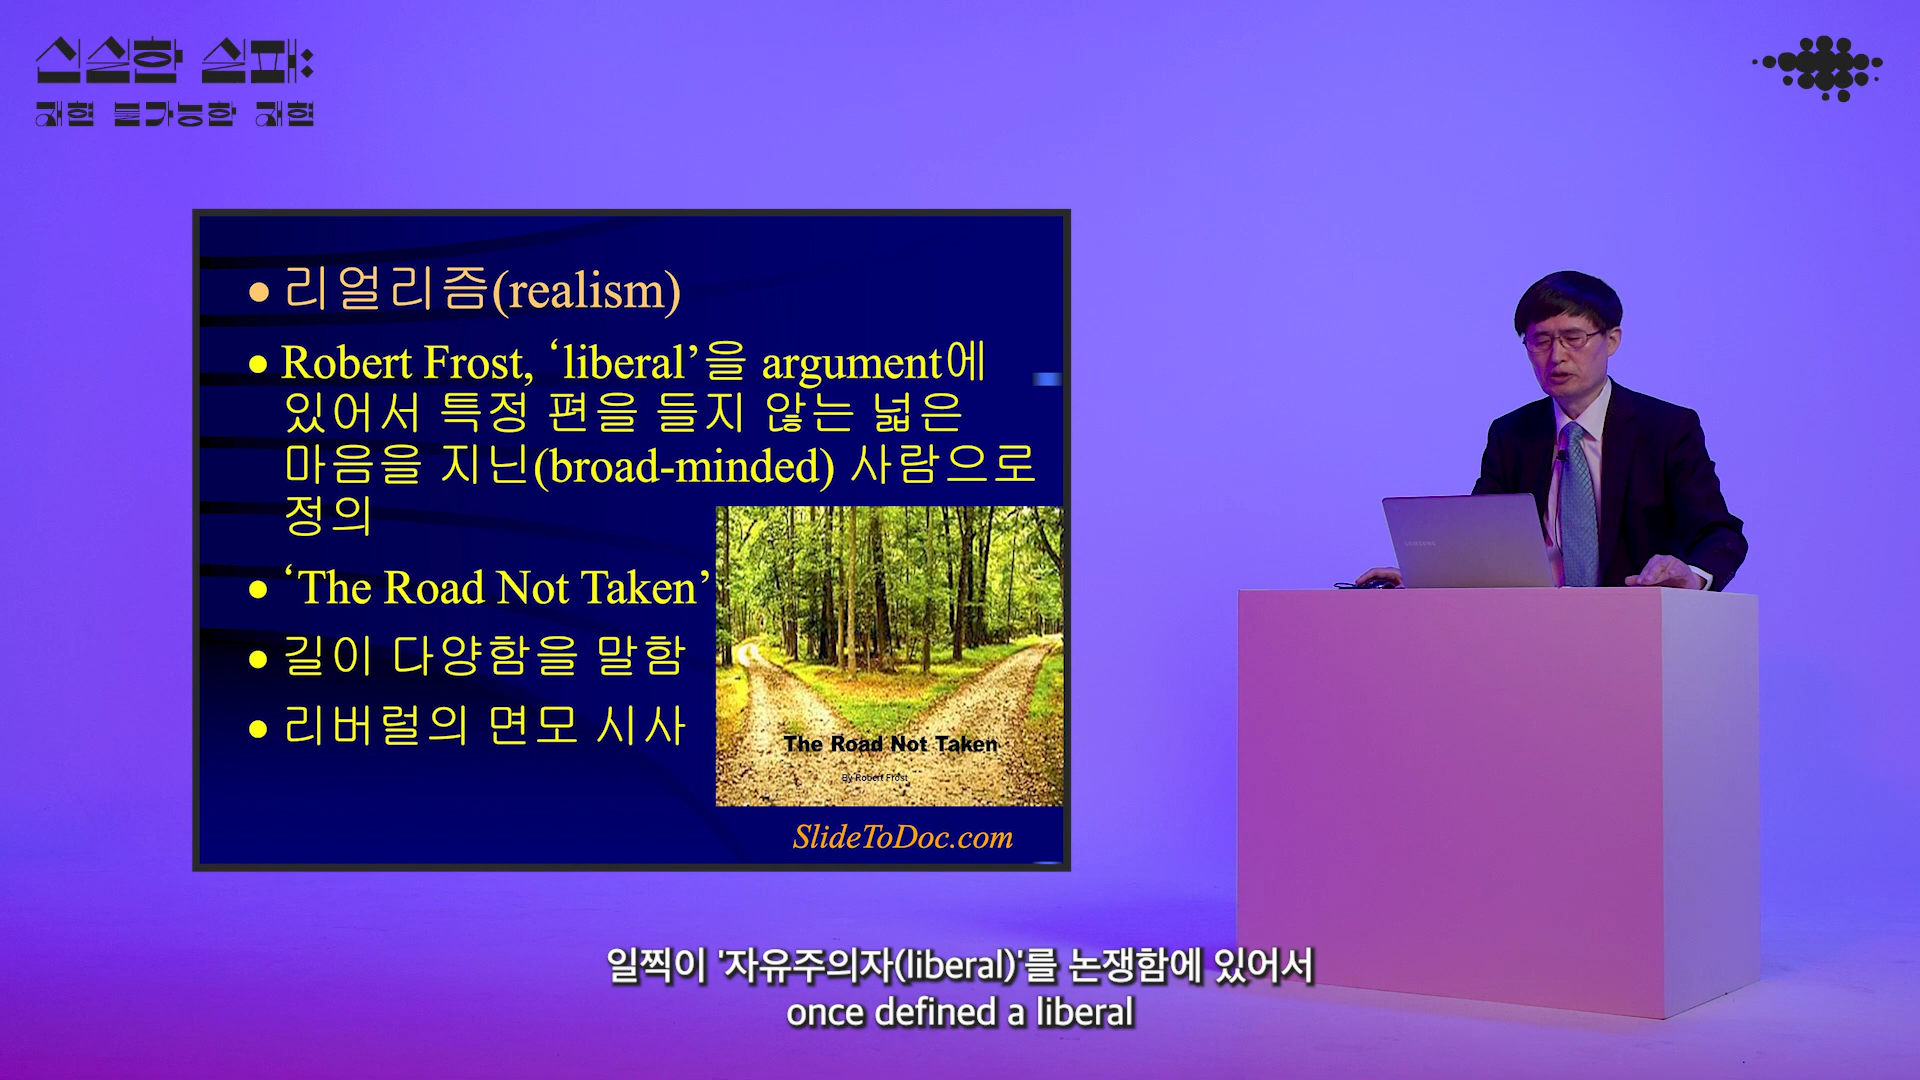 신실한 실패:
재현 불가능한 재현
• 리얼리즘(realism)
• Robert Frost, ‘liberal’을 argument에
있어서 특정 편을 들지 않는 넓은
마음을 지닌(broad-minded) 사람으로
정의
• ‘The Road Not Taken’
• 길이 다양함을 말함
• 리버럴의 면모 시사
The Road Not Taken
By Robert Frost
SlideToDoc.com
SAMSUNG
일찍이 '자유주의자(liberal)'를 논쟁함에 있어서
once defined a liberal